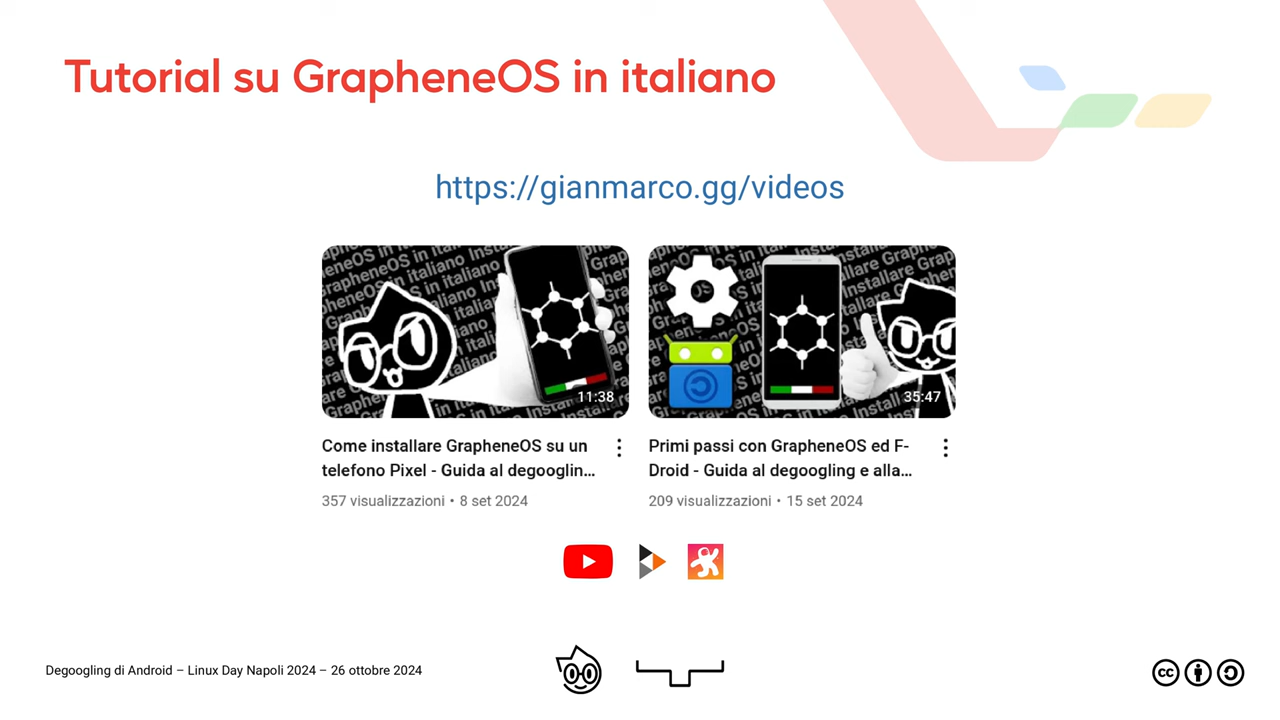 Tutorial su GrapheneOS in italiano
https://gianmarco.gg/videos
11:38
35:47
Come installare GrapheneOS su un
telefono Pixel - Guida al degooglin...
357 visualizzazioni • 8 set 2024
Primi passi con GrapheneOS ed F-
Droid - Guida al degoogling e alla...
209 visualizzazioni • 15 set 2024
Degoogling di Android – Linux Day Napoli 2024 – 26 ottobre 2024
cc